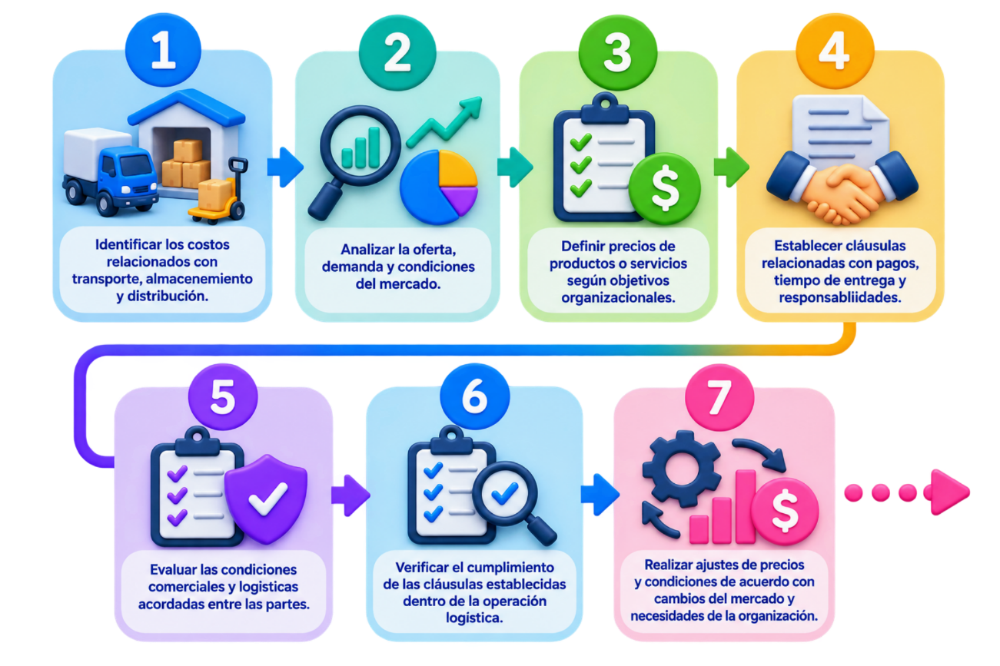 1
Identificar los costos
relacionados con
transporte, almacenemiento
y distribución.
2
Analizar la oferta,
demanda y condiciones
del mercado.
3
$
Definir precios de
productos o servicios
según objetivos
organizacionales.
4
Establecer cláusulas
relacionadas con pagos,
tiempo de entrega y
responsabliidades.
5
Evaluar las condiciones
comerciales y logisticas
acordadas entre las partes.
6
Verificar el cumplimiento
de las cláusulas establecidas
dentro de la operación
logística.
7
$
Realizar ajustes de precios
y condiciones de acuerdo con
cambios del mercado y
necesidades de la organización.